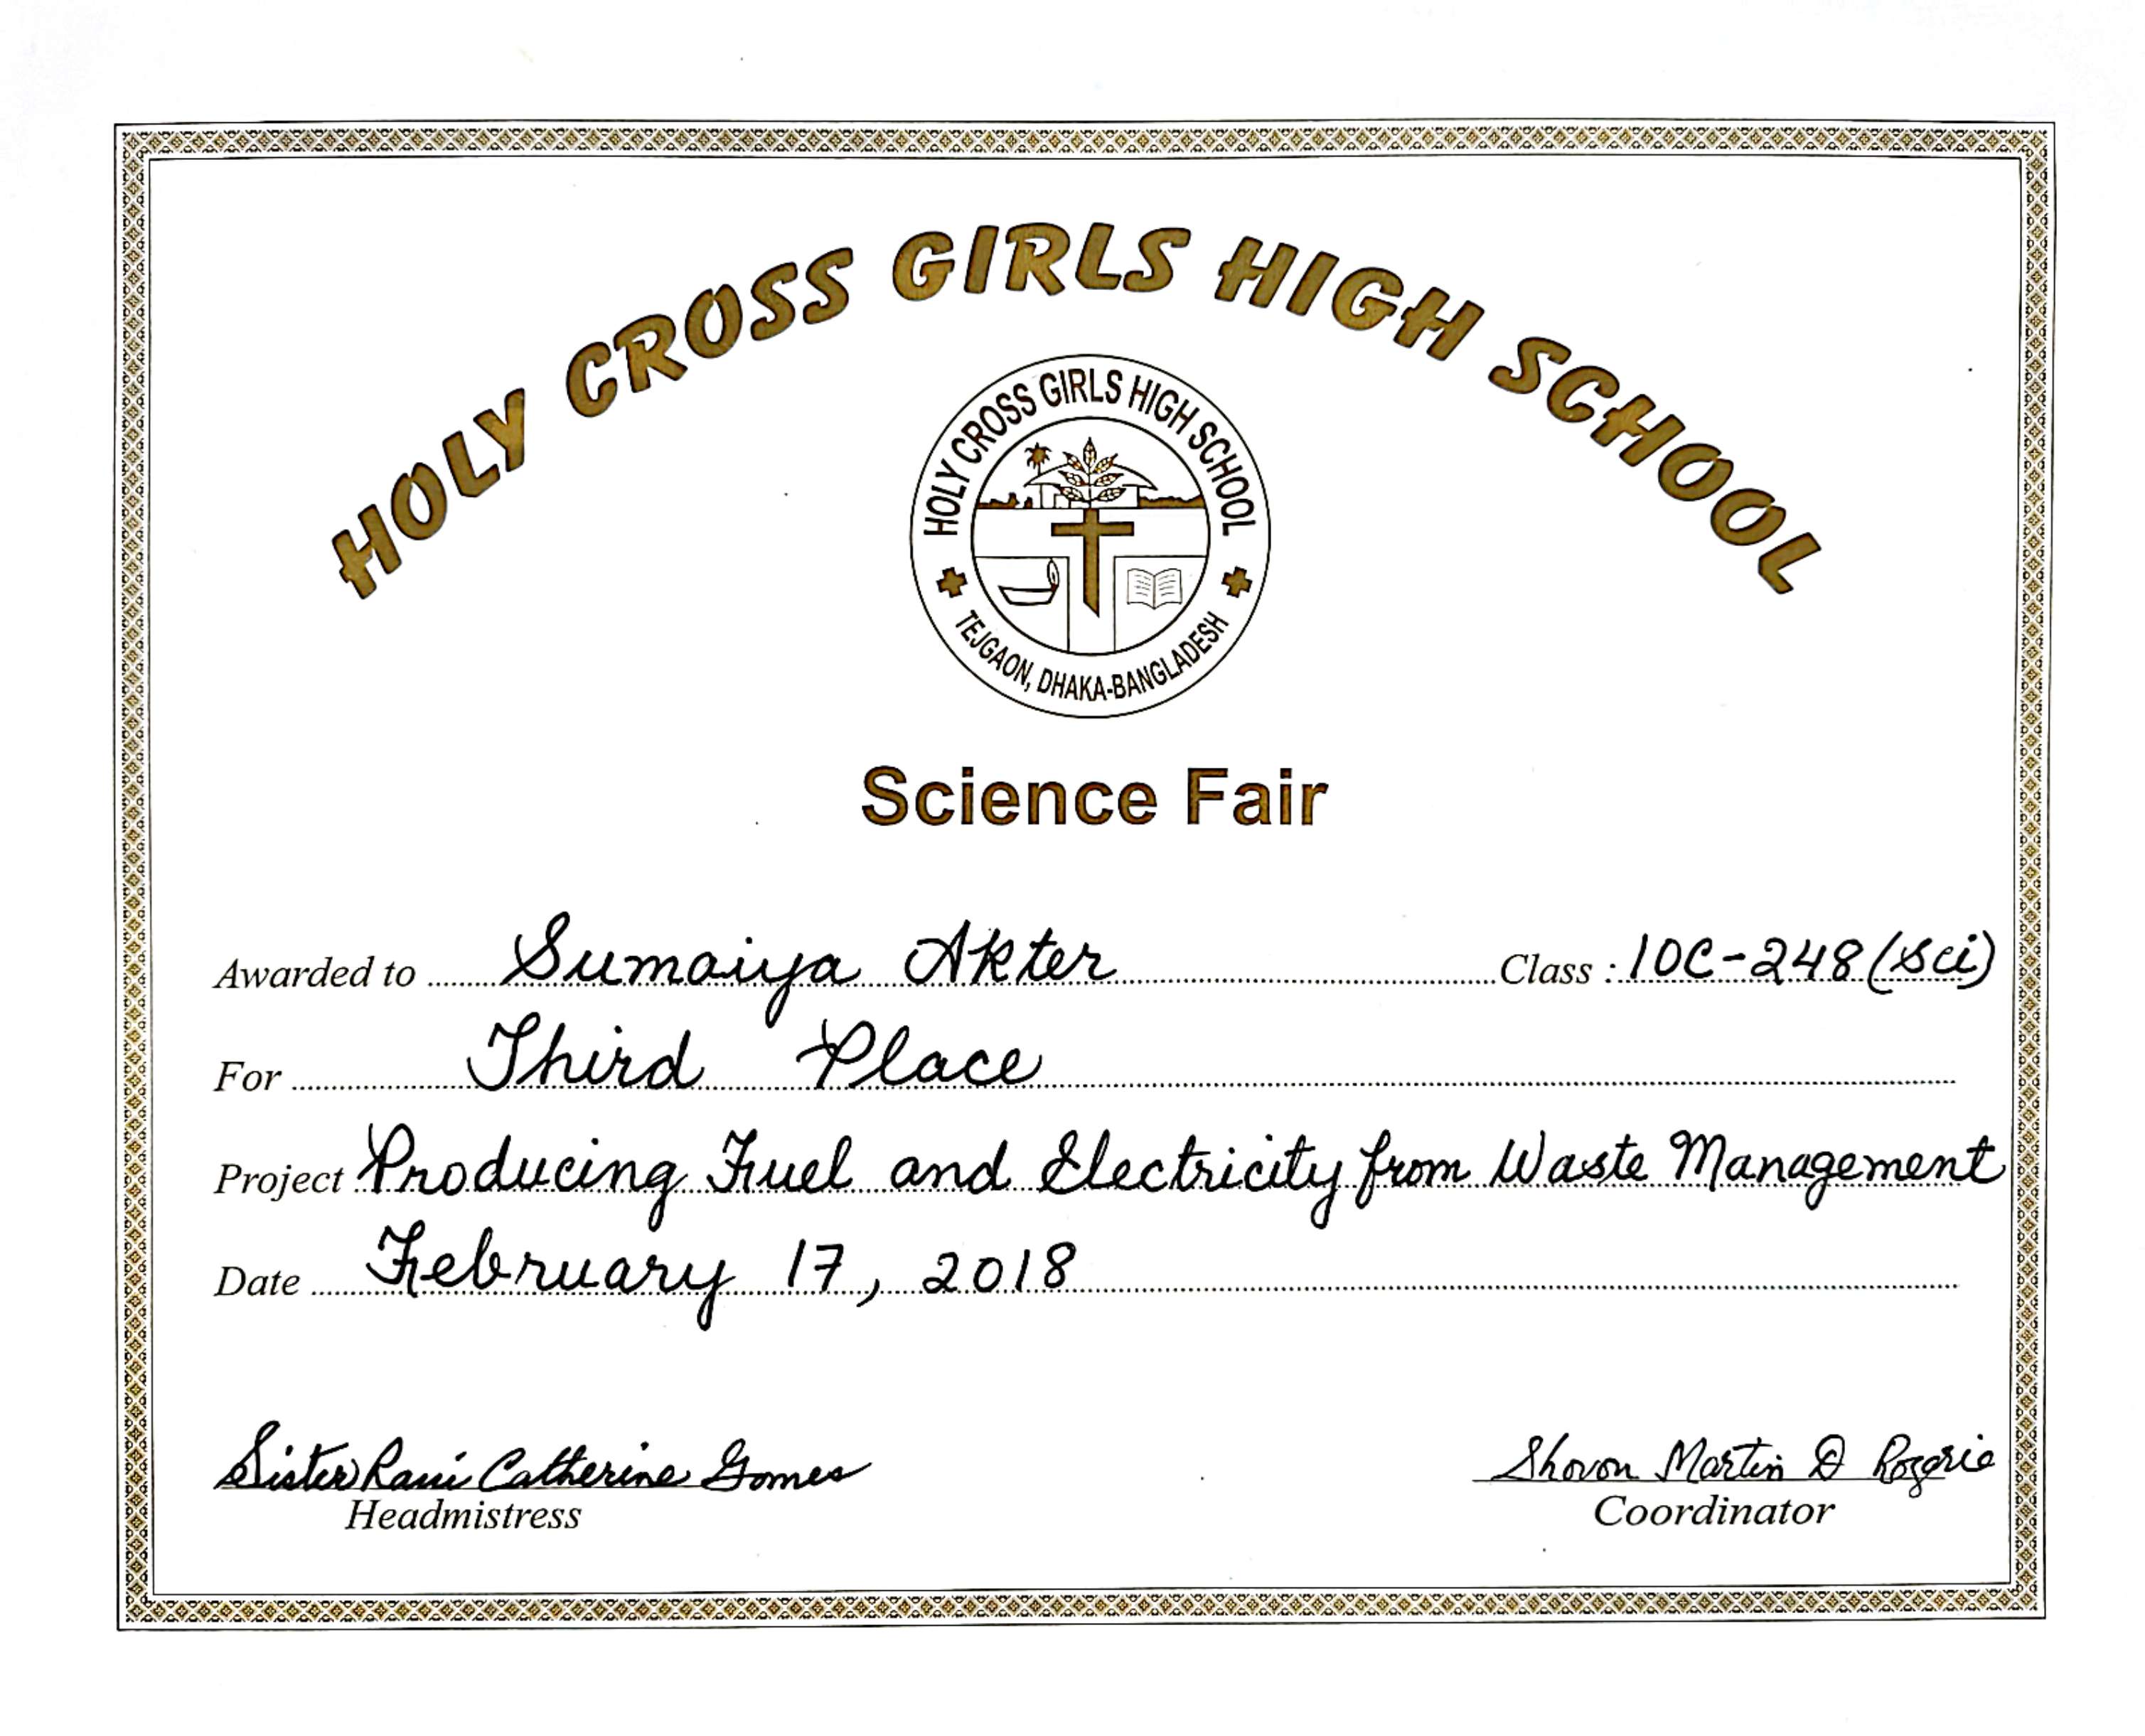 HOLY CROSS GIRLS HIGH SCHOOL
HOLY CROSS GIRLS HIGH SCHOOL
TEJGAON, DHAKA-BANGLADESH
Science Fair
Awarded to Sumaiya Akter Class : 10C-248 (Sci)
For Third Place
Project Producing Fuel and Electricity from Waste Management
Date February 17, 2018
Sister Rani Catherine Gomes Shovon Martin D Rozario
Headmistress Coordinator